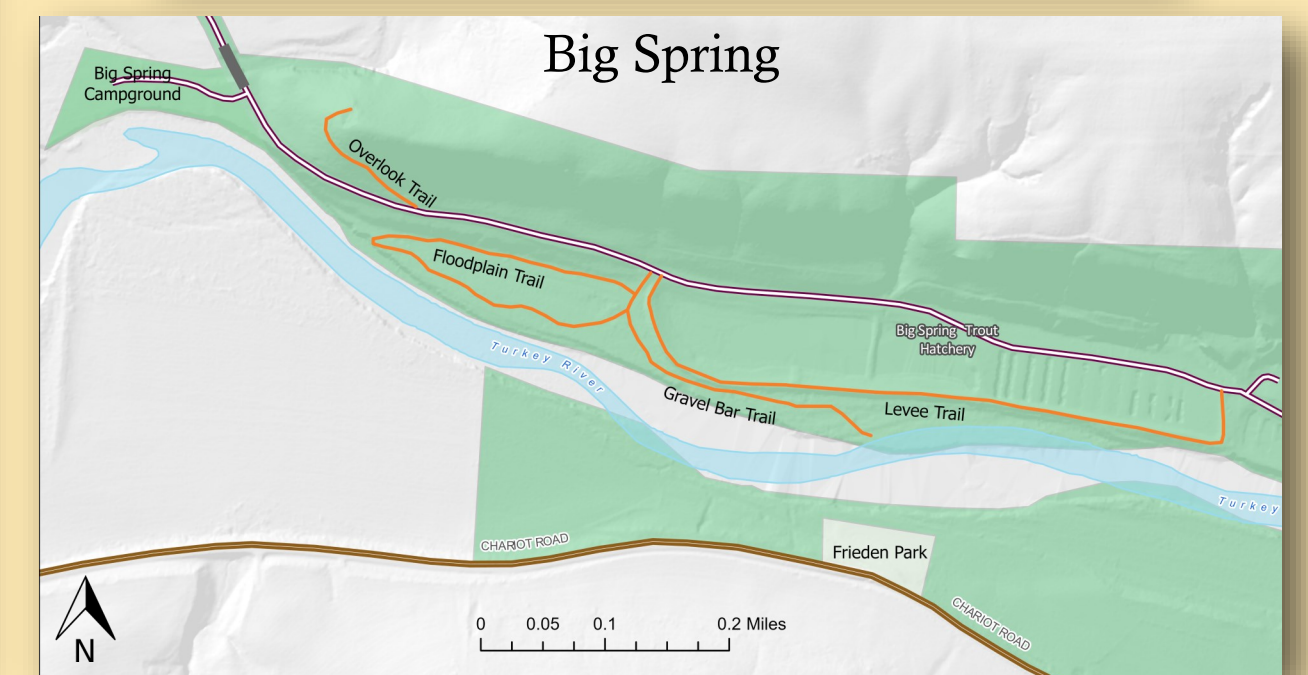 Big Spring
Big Spring
Campground
Overlook Trail
Floodplain Trail
Big Spring Trout
Hatchery
Turkey River
Gravel Bar Trail
Levee Trail
Turkey
CHARIOT ROAD
Frieden Park
CHARIOT ROAD
0 0.05 0.1 0.2 Miles
N